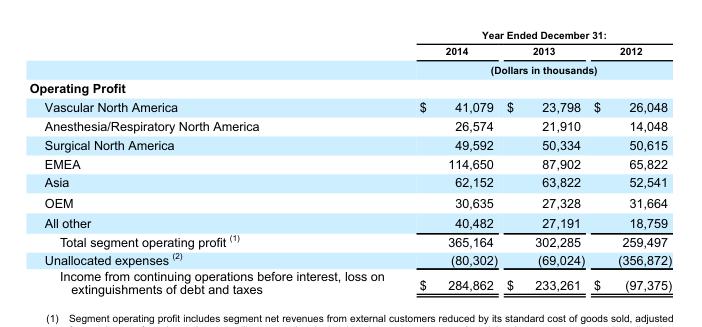 Year Ended December 31:
2014 2013 2012
(Dollars in thousands)
Operating Profit
Vascular North America $ 41,079 $ 23,798 $ 26,048
Anesthesia/Respiratory North America 26,574 21,910 14,048
Surgical North America 49,592 50,334 50,615
EMEA 114,650 87,902 65,822
Asia 62,152 63,822 52,541
OEM 30,635 27,328 31,664
All other 40,482 27,191 18,759
Total segment operating profit (1) 365,164 302,285 259,497
Unallocated expenses (2) (80,302) (69,024) (356,872)
Income from continuing operations before interest, loss on
extinguishments of debt and taxes $ 284,862 $ 233,261 $ (97,375)
(1) Segment operating profit includes segment net revenues from external customers reduced by its standard cost of goods sold, adjusted